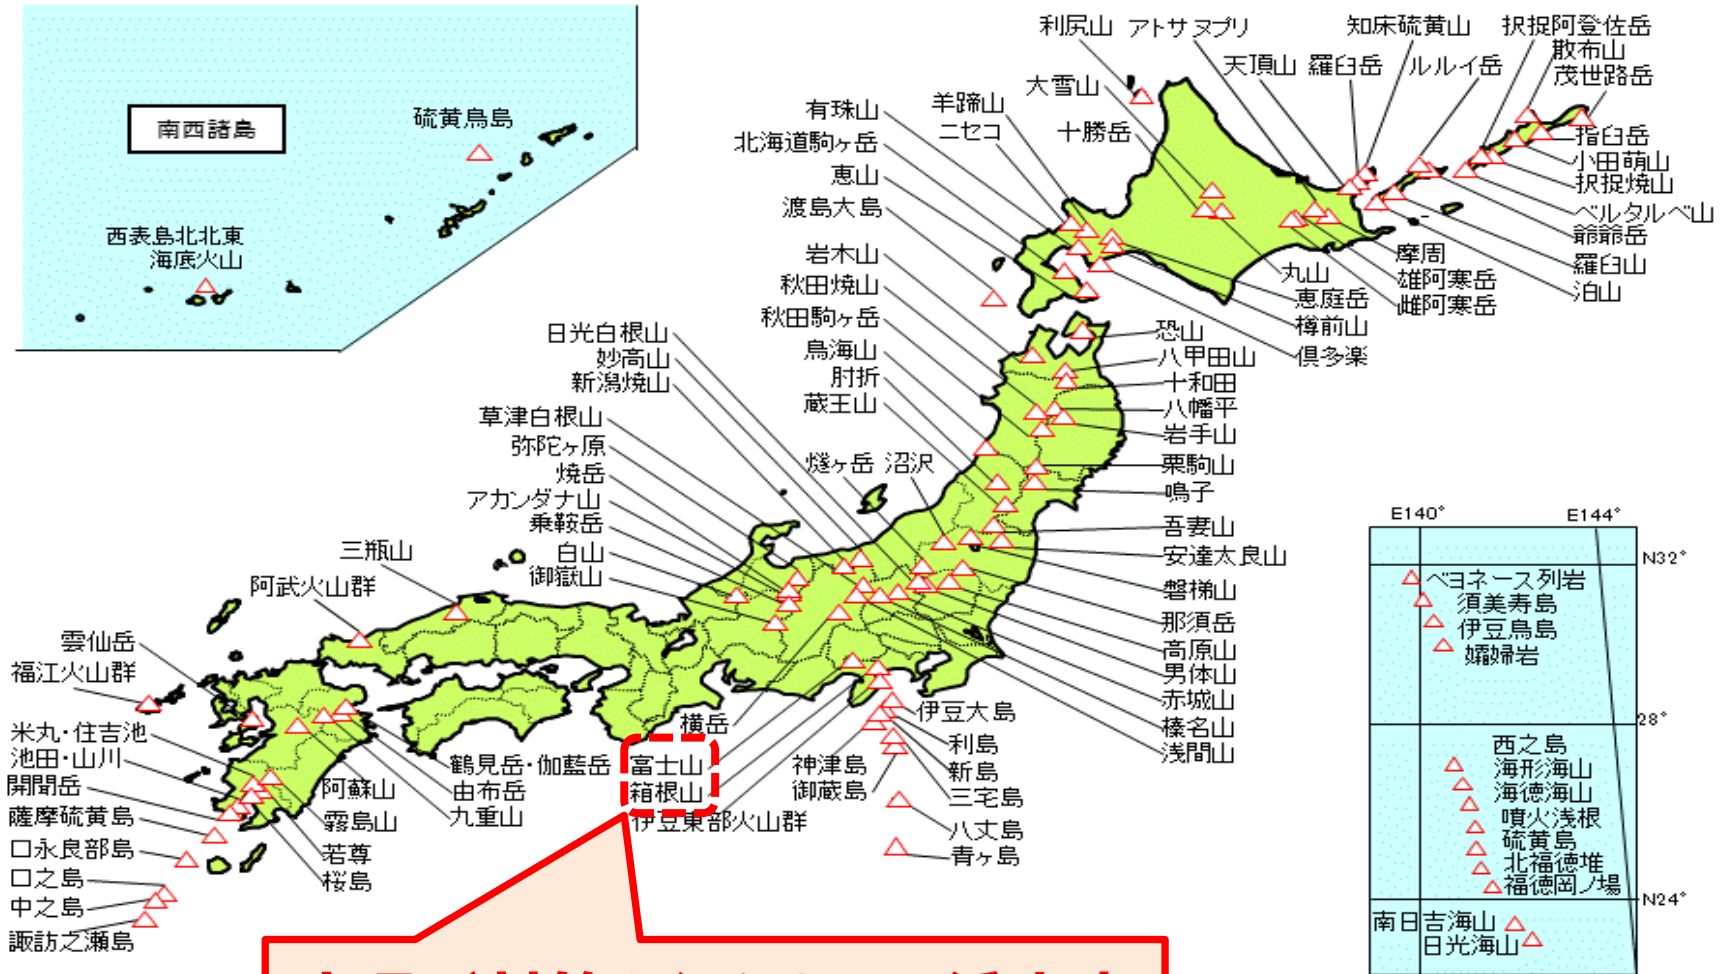 南西諸島
硫黄鳥島
西表島北北東
海底火山
利尻山
アトサヌプリ
知床硫黄山
択捉阿登佐岳
散布山
茂世路岳
天頂山
羅臼岳
ルルイ岳
大雪山
十勝岳
羊蹄山
ニセコ
有珠山
北海道駒ヶ岳
恵山
渡島大島
岩木山
秋田焼山
秋田駒ヶ岳
鳥海山
肘折
蔵王山
指臼岳
小田萌山
択捉焼山
ベルタルベ山
爺爺岳
羅臼山
泊山
摩周
雄阿寒岳
雌阿寒岳
丸山
恵庭岳
樽前山
倶多楽
恐山
八甲田山
十和田
八幡平
岩手山
栗駒山
鳴子
吾妻山
安達太良山
磐梯山
那須岳
高原山
男体山
赤城山
榛名山
浅間山
日光白根山
妙高山
新潟焼山
草津白根山
弥陀ヶ原
焼岳
アカンダナ山
乗鞍岳
白山
御嶽山
燧ヶ岳
沼沢
三瓶山
阿武火山群
雲仙岳
福江火山群
米丸・住吉池
池田・山川
開聞岳
薩摩硫黄島
口永良部島
口之島
中之島
諏訪之瀬島
鶴見岳・伽藍岳
由布岳
九重山
阿蘇山
霧島山
若尊
桜島
横岳
富士山
箱根山
伊豆東部火山群
伊豆大島
利島
新島
神津島
御蔵島
三宅島
八丈島
青ヶ島
E140°
E144°
N32°
ベヨネース列岩
須美寿島
伊豆鳥島
孀婦岩
28°
西之島
海形海山
海徳海山
噴火浅根
硫黄島
北福徳堆
福徳岡ノ場
N24°
南日吉海山
日光海山